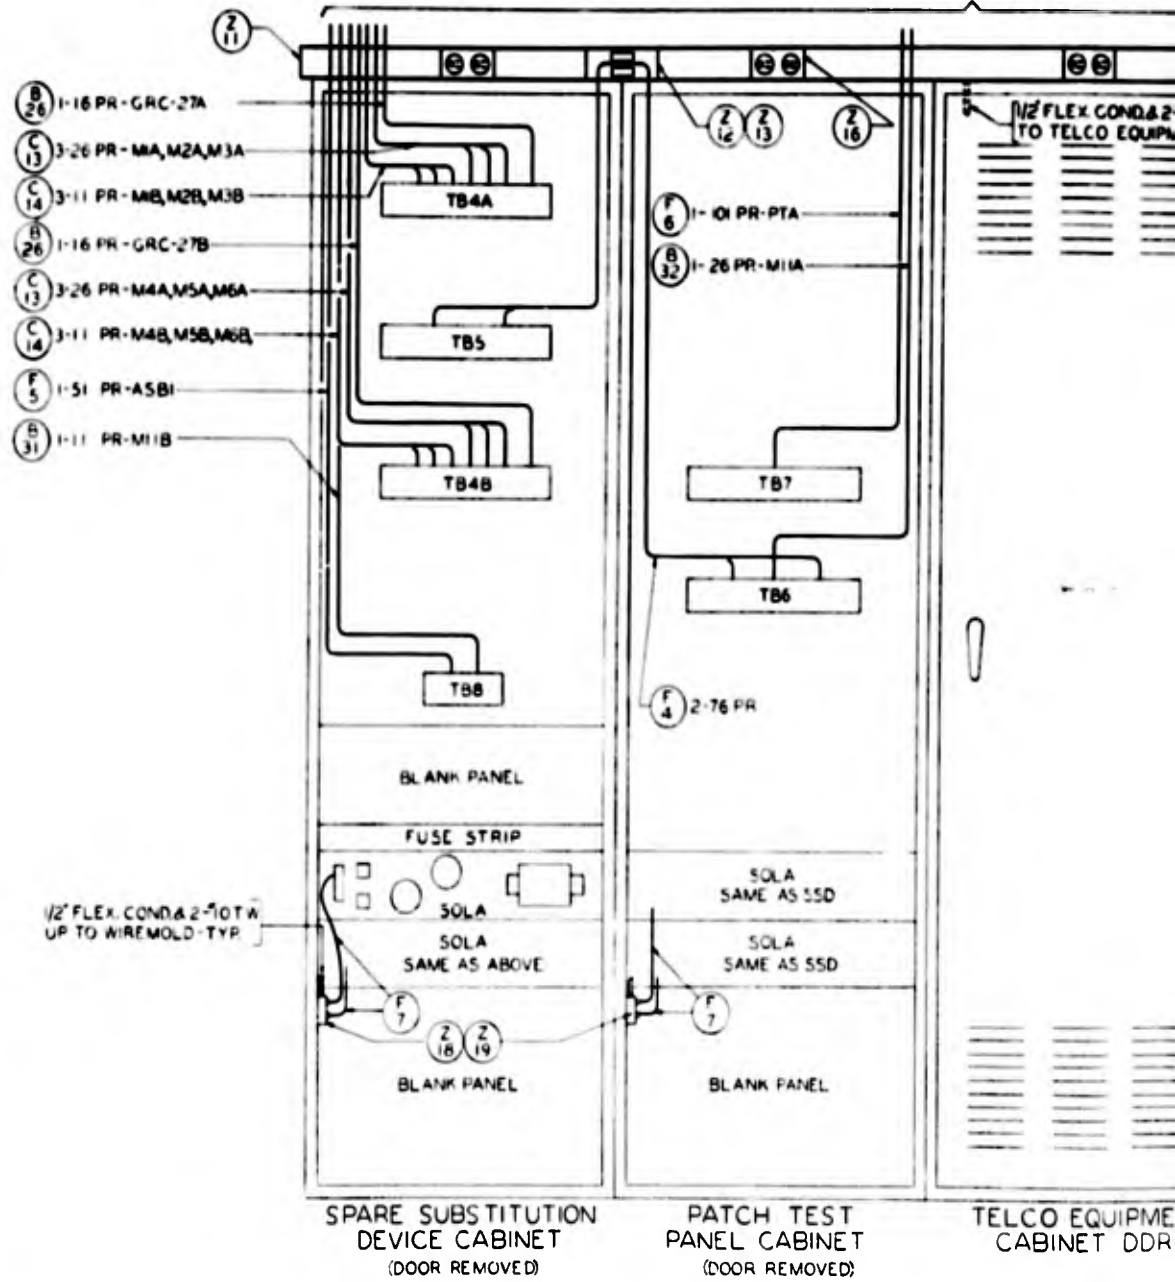 Z
11
B
26
1-16 PR-GRC-27A
C
13
3-26 PR-M1A,M2A,M3A
C
14
3-11 PR-M1B,M2B,M3B
B
26
1-16 PR-GRC-27B
C
13
3-26 PR-M4A,M5A,M6A
C
14
3-11 PR-M4B,M5B,M6B,
F
5
1-51 PR-ASB1
B
31
1-11 PR-M11B
TB4A
TB5
TB4B
TB8
BLANK PANEL
FUSE STRIP
SOLA
SOLA
SAME AS ABOVE
1/2" FLEX. COND.& 2-#10 TW
UP TO WIREMOLD-TYP.
F
7
Z
18
Z
19
BLANK PANEL
SPARE SUBSTITUTION
DEVICE CABINET
(DOOR REMOVED)
Z
12
Z
13
Z
16
F
6
1-101 PR-PTA
B
32
1-26 PR-M11A
TB7
TB6
F
4
2-76 PR
SOLA
SAME AS SSD
SOLA
SAME AS SSD
F
7
BLANK PANEL
PATCH TEST
PANEL CABINET
(DOOR REMOVED)
1/2" FLEX. COND.& 2-
TO TELCO EQUIPM
TELCO EQUIPME
CABINET DDR